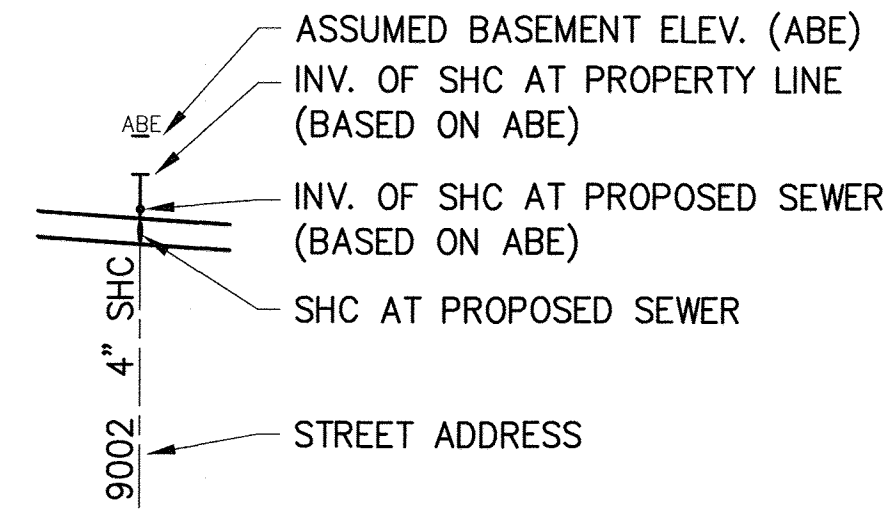 ASSUMED BASEMENT ELEV. (ABE)
INV. OF SHC AT PROPERTY LINE
(BASED ON ABE)
ABE
INV. OF SHC AT PROPOSED SEWER
(BASED ON ABE)
SHC AT PROPOSED SEWER
STREET ADDRESS
9002 4" SHC